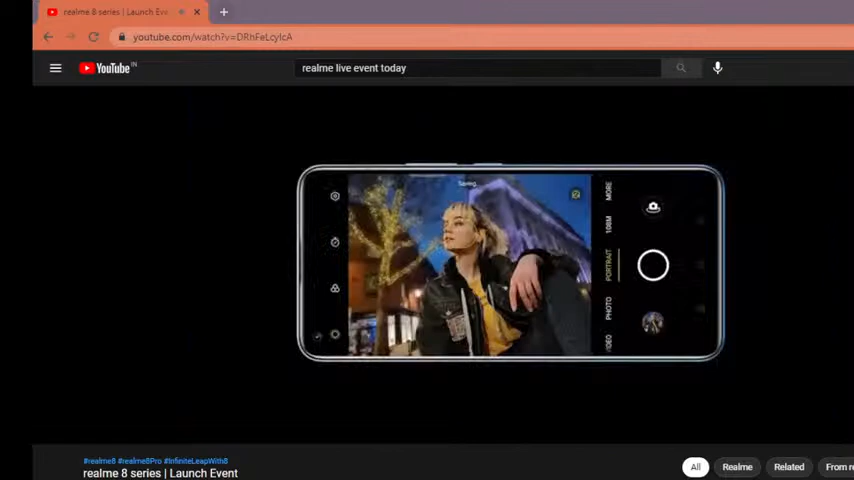 realme 8 series | Launch Eve
youtube.com/watch?v=DRhFeLcyIcA
YouTube IN
realme live event today
Saving
MORE
108M
PORTRAIT
PHOTO
VIDEO
#realme8 #realme8Pro #InfiniteLeapWith8
realme 8 series | Launch Event
All
Realme
Related
From re